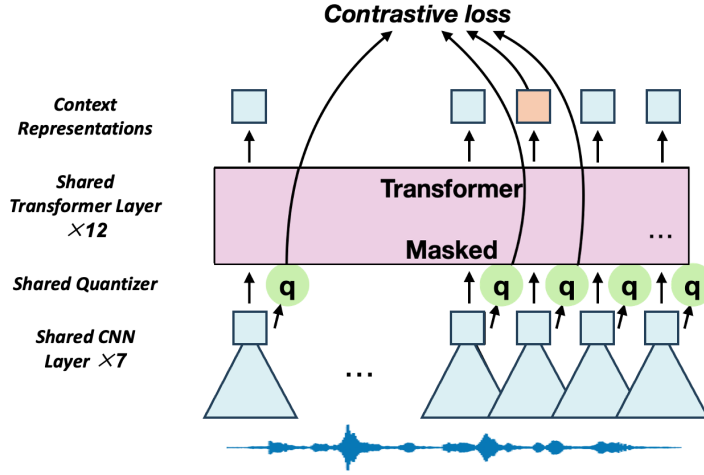 Contrastive loss
Context
Representations
Shared
Transformer Layer
×12
Transformer
...
Masked
Shared Quantizer
q q q q q
Shared CNN
Layer ×7
...